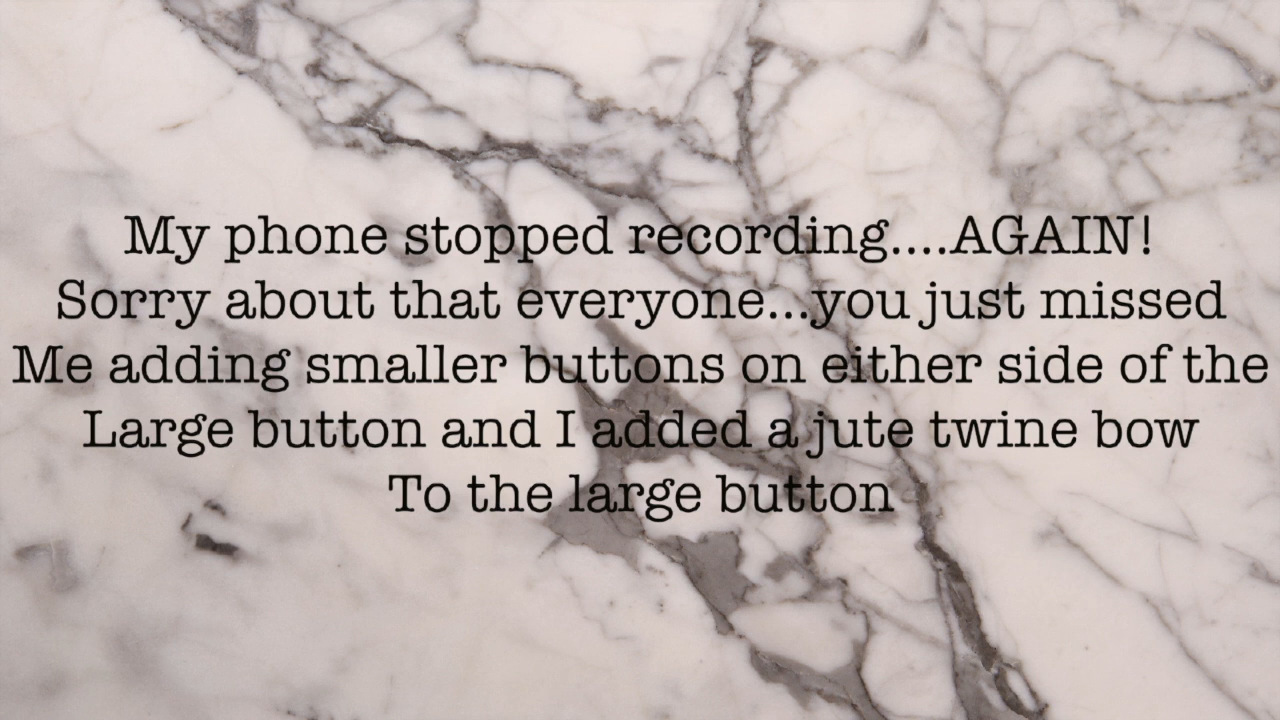 My phone stopped recording....AGAIN!
Sorry about that everyone...you just missed
Me adding smaller buttons on either side of the
Large button and I added a jute twine bow
To the large button